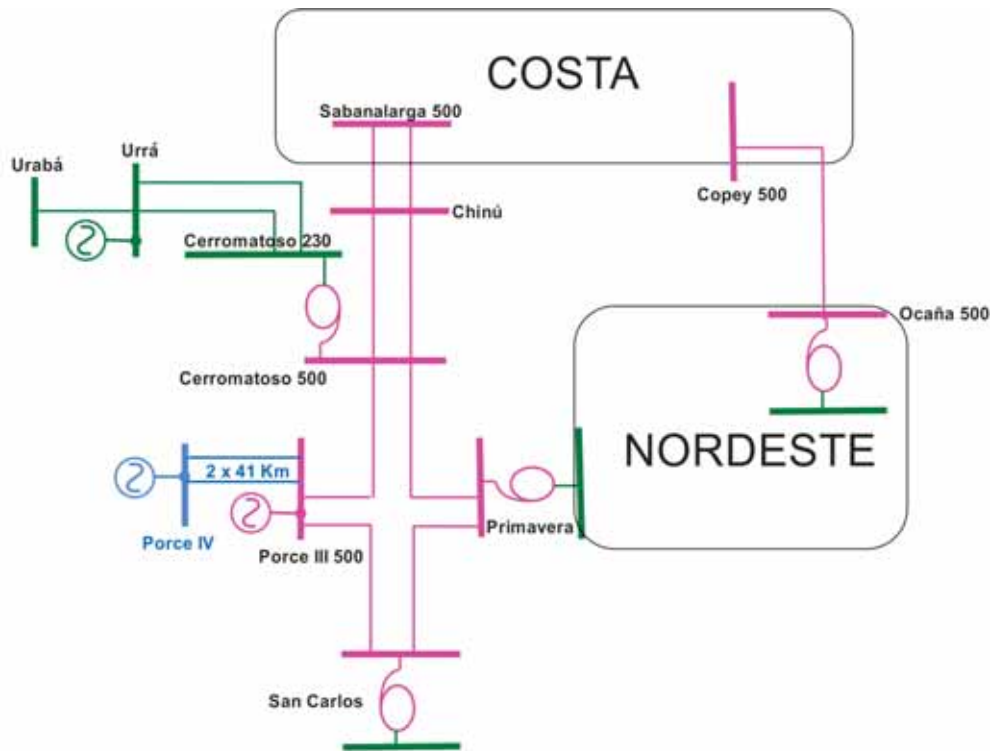 COSTA
Sabanalarga 500
Urrá
Urabá
Copey 500
Chinú
Cerromatoso 230
Ocaña 500
Cerromatoso 500
NORDESTE
2 x 41 Km
Primavera
Porce IV
Porce III 500
San Carlos